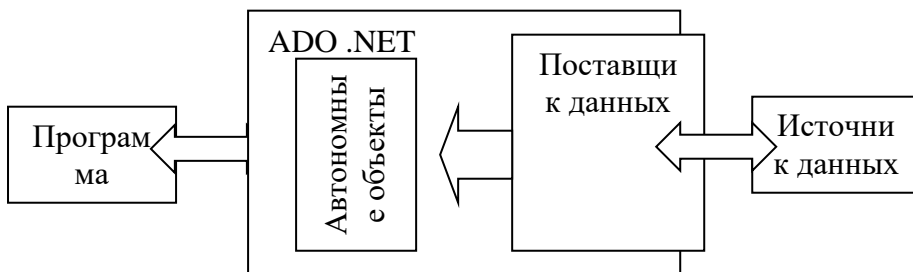 Програм
ма
ADO .NET
Автономны
е объекты
Поставщи
к данных
Источни
к данных